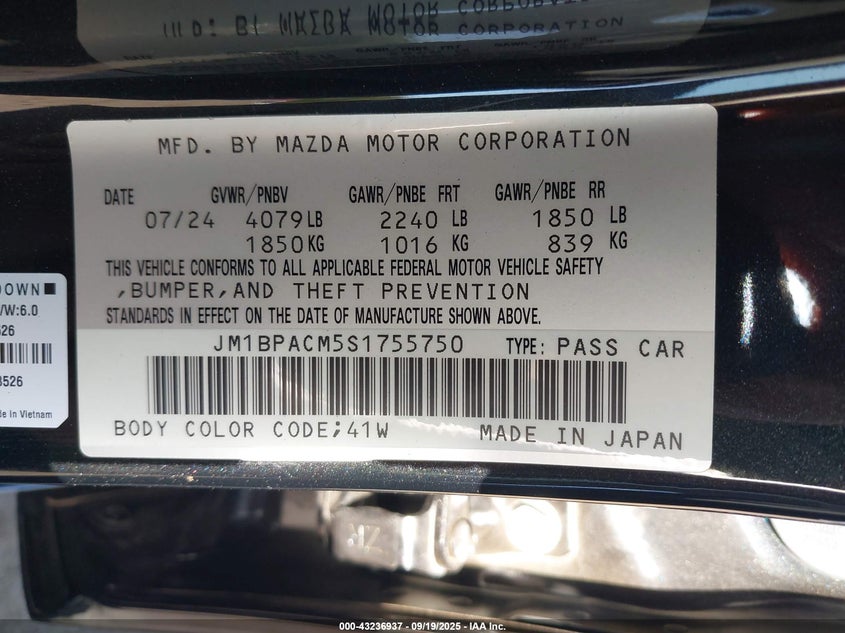 MFD. BY MAZDA MOTOR CORPORATION
DATE GVWR/PNBV GAWR/PNBE FRT GAWR/PNBE RR
07/24 4079 LB 2240 LB 1850 LB
1850 KG 1016 KG 839 KG
THIS VEHICLE CONFORMS TO ALL APPLICABLE FEDERAL MOTOR VEHICLE SAFETY
,BUMPER,AND THEFT PREVENTION
STANDARDS IN EFFECT ON THE DATE OF MANUFACTURE SHOWN ABOVE.
JM1BPACM5S1755750 TYPE: PASS CAR
BODY COLOR CODE;41W MADE IN JAPAN
DOWN
/W:6.0
526
3526
de in Vietnam
000-43236937 - 09/19/2025 - IAA Inc.